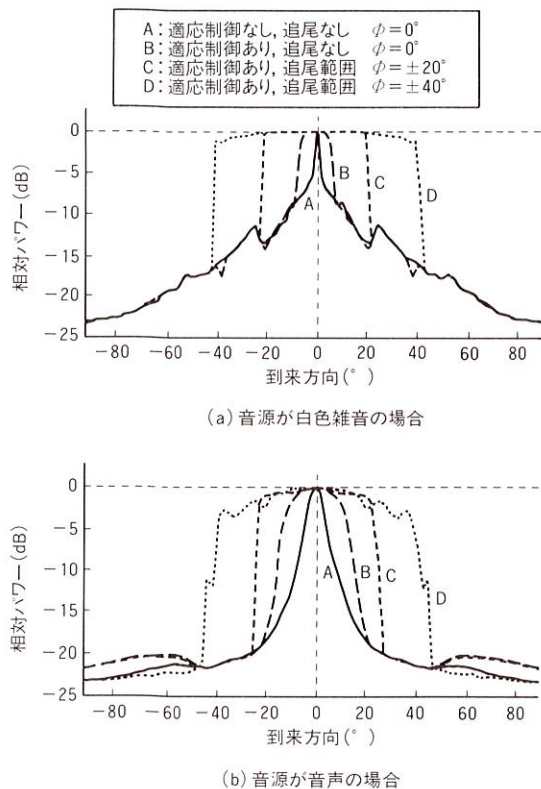 A：適応制御なし，追尾なし　Φ＝0°
B：適応制御あり，追尾なし　Φ＝0°
C：適応制御あり，追尾範囲　Φ＝±20°
D：適応制御あり，追尾範囲　Φ＝±40°
相対パワー(dB)
0
−5
−10
−15
−20
−25
A
B
C
D
−80　−60　−40　−20　0　20　40　60　80
到来方向(°)
(a) 音源が白色雑音の場合
相対パワー(dB)
0
−5
−10
−15
−20
−25
A
B
C
D
−80　−60　−40　−20　0　20　40　60　80
到来方向(°)
(b) 音源が音声の場合